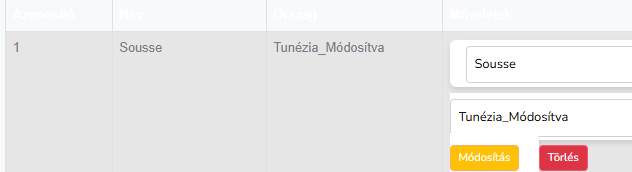 Azonosító Név Ország Műveletek
1 Sousse Tunézia_Módosítva Sousse
Tunézia_Módosítva
Módosítás Törlés